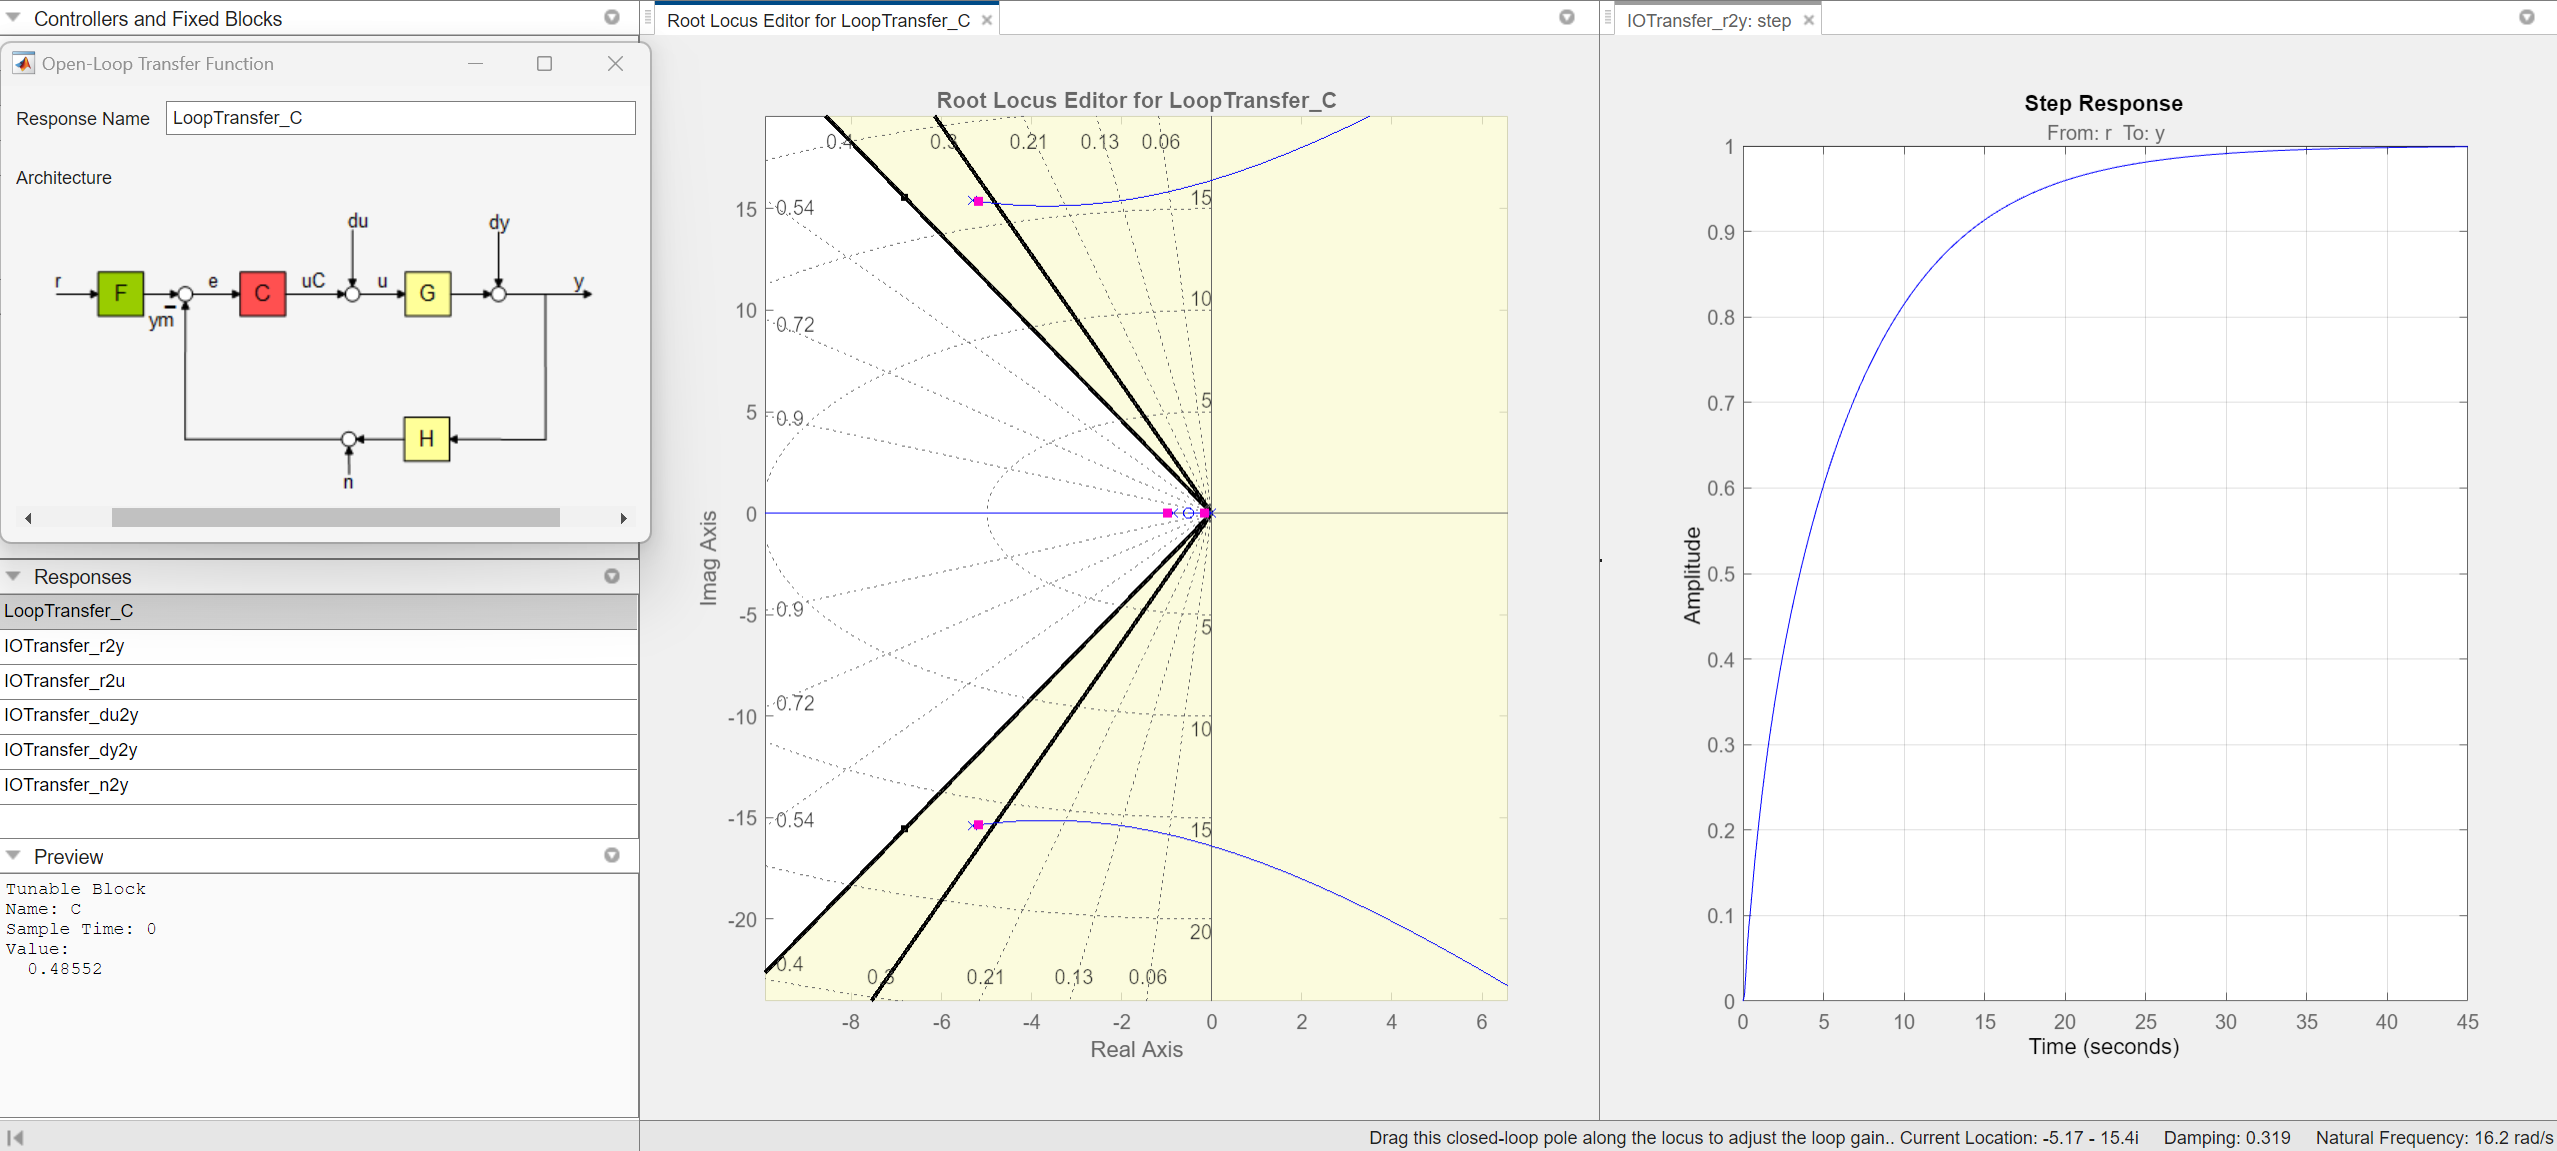 Controllers and Fixed Blocks
Open-Loop Transfer Function
Response Name LoopTransfer_C
Architecture
du
dy
r F e C uC u G y
ym
H
n
Responses
LoopTransfer_C
IOTransfer_r2y
IOTransfer_r2u
IOTransfer_du2y
IOTransfer_dy2y
IOTransfer_n2y
Preview
Tunable Block
Name: C
Sample Time: 0
Value:
0.48552
Root Locus Editor for LoopTransfer_C
Root Locus Editor for LoopTransfer_C
0.4 0.3 0.21 0.13 0.06
15 0.54 15
10 0.72 10
5 0.9 5
0
-5 0.9 5
-10 0.72 10
-15 0.54 15
-20 20
0.4 0.3 0.21 0.13 0.06
-8 -6 -4 -2 0 2 4 6
Imag Axis
Real Axis
IOTransfer_r2y: step
Step Response
From: r To: y
1
0.9
0.8
0.7
0.6
0.5
0.4
0.3
0.2
0.1
0
0 5 10 15 20 25 30 35 40 45
Amplitude
Time (seconds)
Drag this closed-loop pole along the locus to adjust the loop gain.. Current Location: -5.17 - 15.4i Damping: 0.319 Natural Frequency: 16.2 rad/s